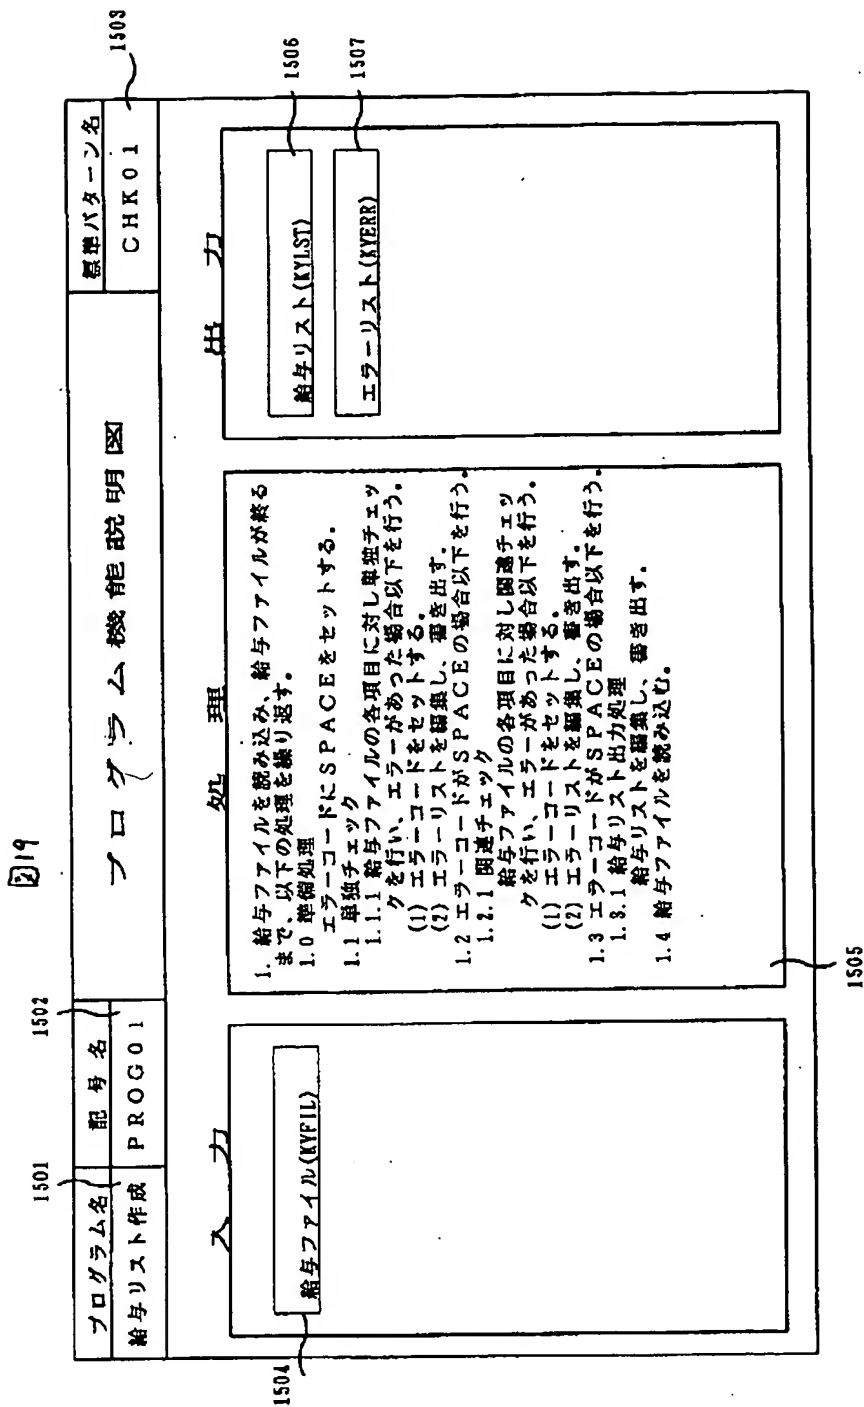 図19
1501
1502
1503
プログラム名
記号名
プログラム機能説明図
標準パターン名
給与リスト作成
PROG01
CHK01
入力
1504
給与ファイル(KYFIL)
処理
1. 給与ファイルを読み込み、給与ファイルが終る
まで、以下の処理を繰り返す。
1.0 準備処理
エラーコードにSPACEをセットする。
1.1 単独チェック
1.1.1 給与ファイルの各項目に対し単独チェッ
クを行い、エラーがあった場合以下を行う。
(1) エラーコードをセットする。
(2) エラーリストを編集し、書き出す。
1.2 エラーコードがSPACEの場合以下を行う。
1.2.1 関連チェック
給与ファイルの各項目に対し関連チェッ
クを行い、エラーがあった場合以下を行う。
(1) エラーコードをセットする。
(2) エラーリストを編集し、書き出す。
1.3 エラーコードがSPACEの場合以下を行う。
1.3.1 給与リスト出力処理
給与リストを編集し、書き出す。
1.4 給与ファイルを読み込む。
1505
出力
給与リスト(KYLST)
1506
エラーリスト(KYERR)
1507